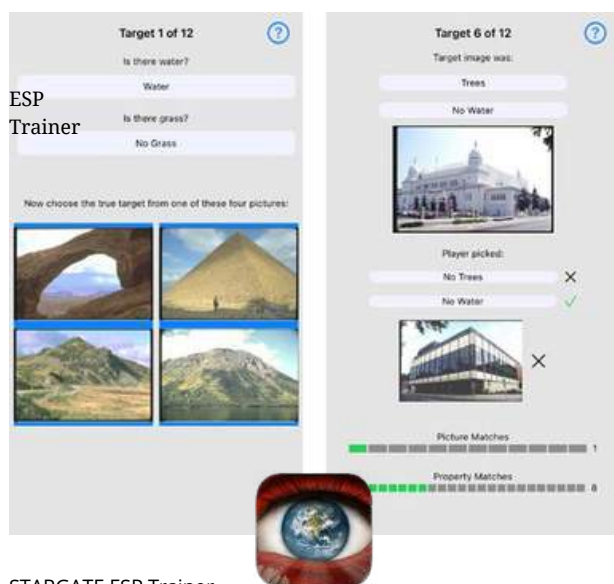 Target 1 of 12
?
Is there water?
Water
ESP
Trainer
Is there grass?
No Grass
Now choose the true target from one of these four pictures:
Target 6 of 12
?
Target image was:
Trees
No Water
Player picked:
No Trees
No Water
Picture Matches
1
Property Matches
8
STARGATE ESP Trainer